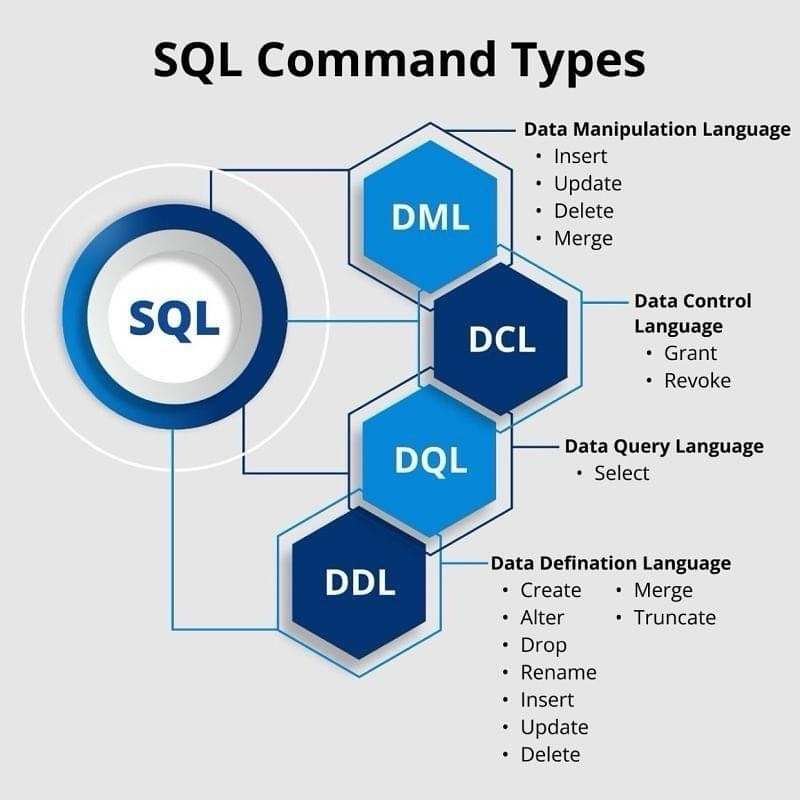 SQL Command Types
SQL
DML
Data Manipulation Language
• Insert
• Update
• Delete
• Merge
DCL
Data Control
Language
• Grant
• Revoke
DQL
Data Query Language
• Select
DDL
Data Defination Language
• Create
• Alter
• Drop
• Rename
• Insert
• Update
• Delete
• Merge
• Truncate